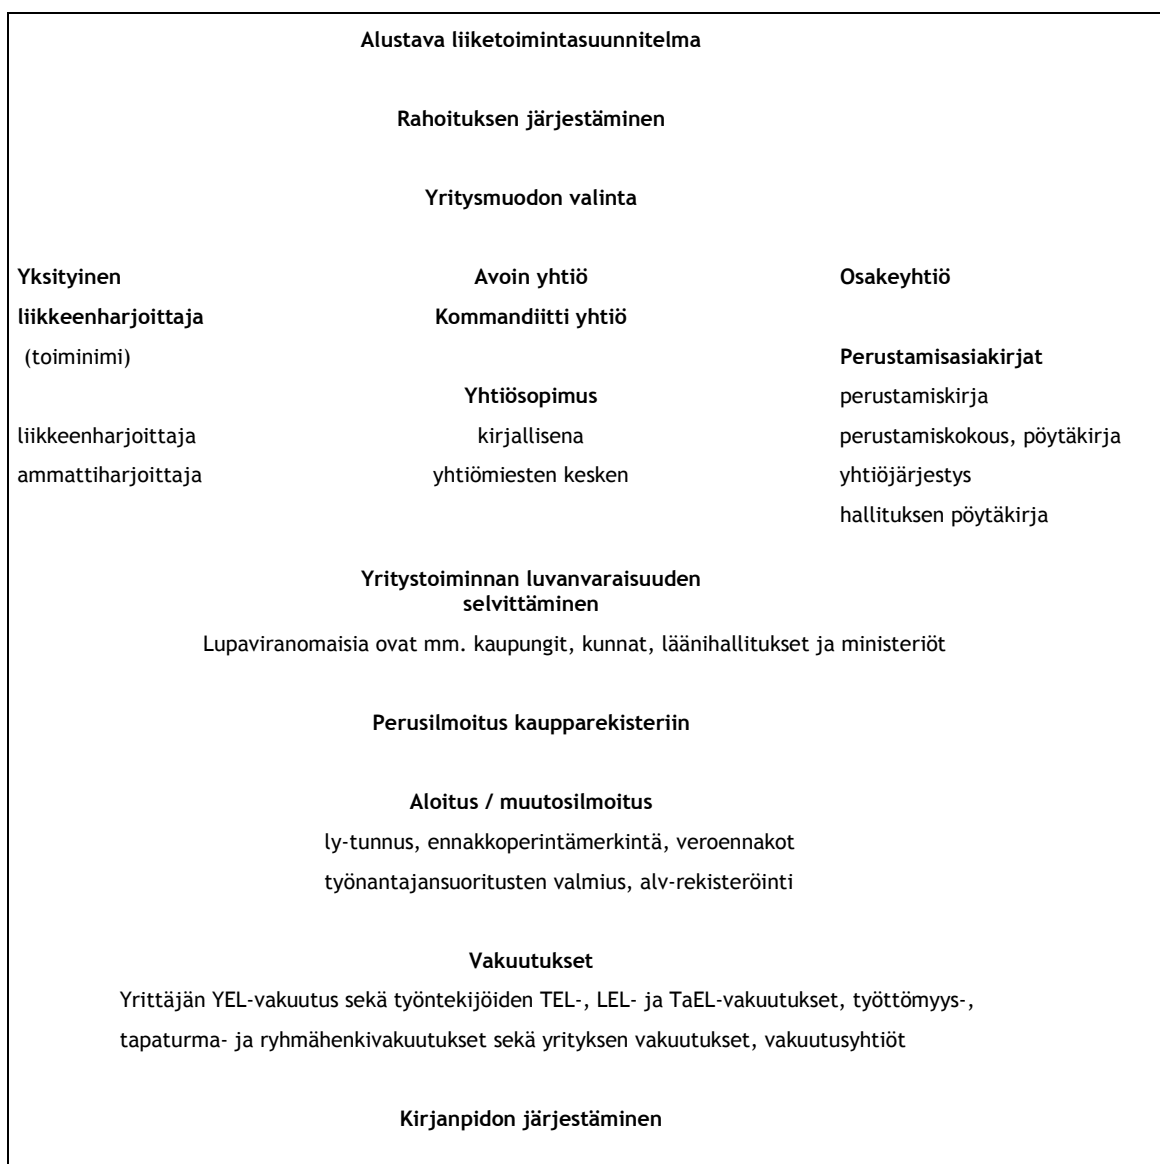 Alustava liiketoimintasuunnitelma
Rahoituksen järjestäminen
Yritysmuodon valinta
Yksityinen Avoin yhtiö Osakeyhtiö
liikkeenharjoittaja Kommandiitti yhtiö
(toiminimi) Perustamisasiakirjat
Yhtiösopimus perustamiskirja
liikkeenharjoittaja kirjallisena perustamiskokous, pöytäkirja
ammattiharjoittaja yhtiömiesten kesken yhtiöjärjestys
hallituksen pöytäkirja
Yritystoiminnan luvanvaraisuuden
selvittäminen
Lupaviranomaisia ovat mm. kaupungit, kunnat, läänihallitukset ja ministeriöt
Perusilmoitus kaupparekisteriin
Aloitus / muutosilmoitus
ly-tunnus, ennakkoperintämerkintä, veroennakot
työnantajansuoritusten valmius, alv-rekisteröinti
Vakuutukset
Yrittäjän YEL-vakuutus sekä työntekijöiden TEL-, LEL- ja TaEL-vakuutukset, työttömyys-,
tapaturma- ja ryhmähenkivakuutukset sekä yrityksen vakuutukset, vakuutusyhtiöt
Kirjanpidon järjestäminen